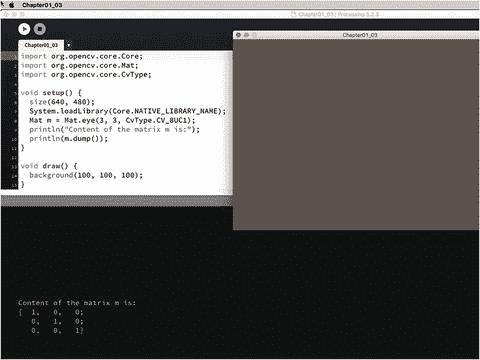 Chapter01_03
Chapter01_03 | Processing 3.2.3
Chapter01_03
Chapter01_03
import org.opencv.core.Core;
import org.opencv.core.Mat;
import org.opencv.core.CvType;
void setup() {
size(640, 480);
System.loadLibrary(Core.NATIVE_LIBRARY_NAME);
Mat m = Mat.eye(3, 3, CvType.CV_8UC1);
println("Content of the matrix m is:");
println(m.dump());
}
void draw() {
background(100, 100, 100);
}
Content of the matrix m is:
[  1,   0,   0;
   0,   1,   0;
   0,   0,   1]